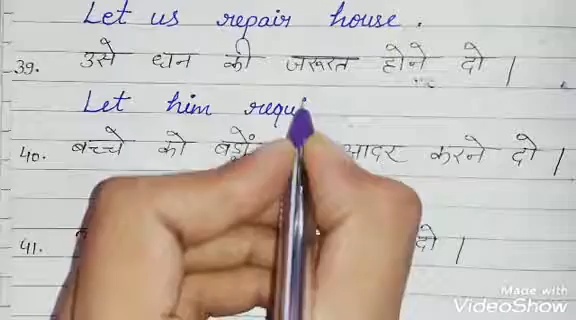 Let us repair house.
39. उसे धन की जरूरत होने दो |
Let him requi
40. बच्चे को बड़ों आदर करने दो |
41. दो |
Made with
VideoShow